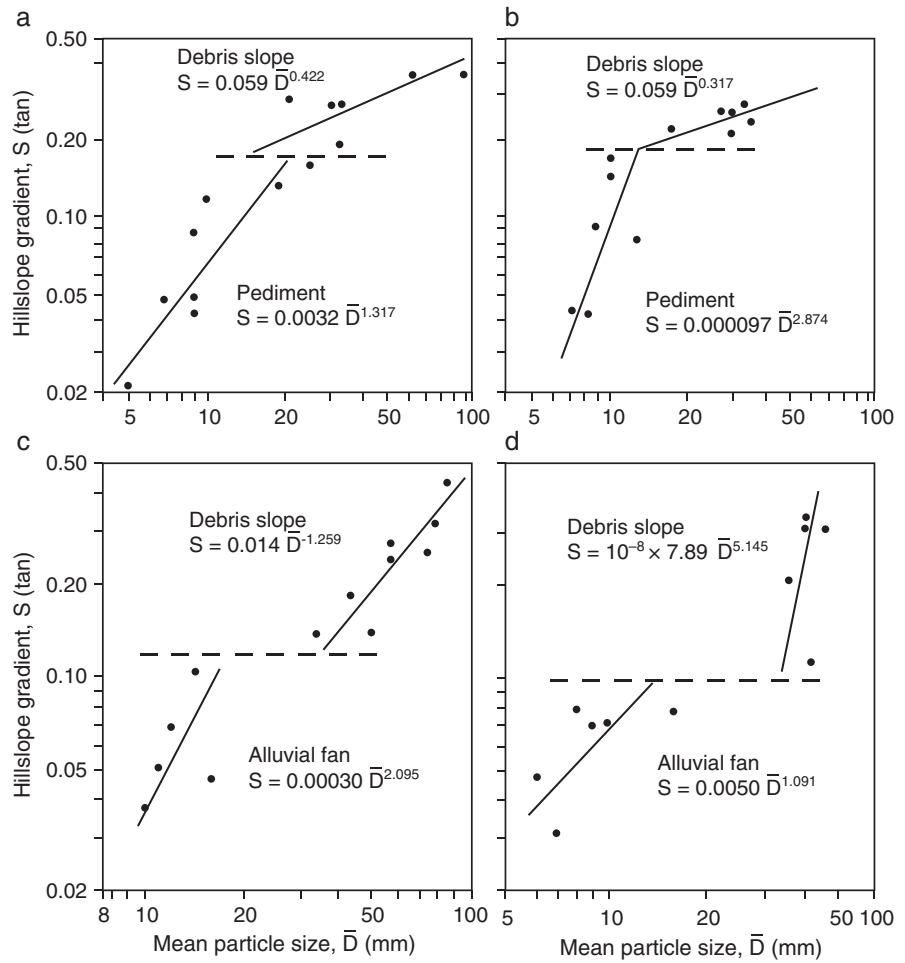 a
0.50
0.20
0.10
0.05
0.02
Hillslope gradient, S (tan)
Debris slope
S = 0.059 D̅^0.422
Pediment
S = 0.0032 D̅^1.317
5 10 20 50 100
b
Debris slope
S = 0.059 D̅^0.317
Pediment
S = 0.000097 D̅^2.874
5 10 20 50 100
c
0.50
0.20
0.10
0.05
0.02
Hillslope gradient, S (tan)
Debris slope
S = 0.014 D̅^-1.259
Alluvial fan
S = 0.00030 D̅^2.095
8 10 20 50 100
Mean particle size, D̅ (mm)
d
Debris slope
S = 10^–8 × 7.89 D̅^5.145
Alluvial fan
S = 0.0050 D̅^1.091
5 10 20 50 100
Mean particle size, D̅ (mm)